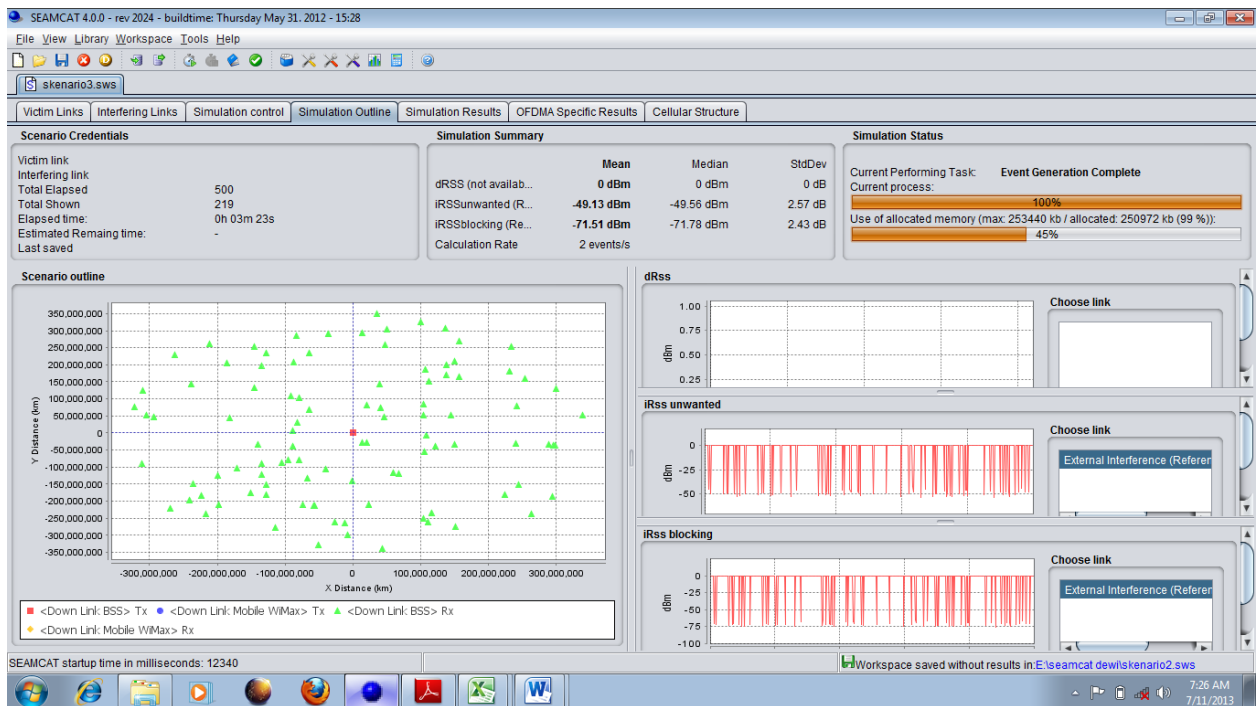 SEAMCAT 4.0.0 - rev 2024 - buildtime: Thursday May 31. 2012 - 15:28
File View Library Workspace Tools Help
skenario3.sws
Victim Links Interfering Links Simulation control Simulation Outline Simulation Results OFDMA Specific Results Cellular Structure
Scenario Credentials
Victim link
Interfering link
Total Elapsed 500
Total Shown 219
Elapsed time: 0h 03m 23s
Estimated Remaing time: -
Last saved
Simulation Summary
Mean Median StdDev
dRSS (not availab... 0 dBm 0 dBm 0 dB
iRSSunwanted (R... -49.13 dBm -49.56 dBm 2.57 dB
iRSSblocking (Re... -71.51 dBm -71.78 dBm 2.43 dB
Calculation Rate 2 events/s
Simulation Status
Current Performing Task: Event Generation Complete
Current process:
100%
Use of allocated memory (max: 253440 kb / allocated: 250972 kb (99 %)):
45%
Scenario outline
Y Distance (km)
350,000,000
300,000,000
250,000,000
200,000,000
150,000,000
100,000,000
50,000,000
0
-50,000,000
-100,000,000
-150,000,000
-200,000,000
-250,000,000
-300,000,000
-350,000,000
-300,000,000 -200,000,000 -100,000,000 0 100,000,000 200,000,000 300,000,000
X Distance (km)
<Down Link: BSS> Tx <Down Link: Mobile WiMax> Tx <Down Link: BSS> Rx
<Down Link: Mobile WiMax> Rx
dRss
dBm
1.00
0.75
0.50
0.25
Choose link
iRss unwanted
dBm
0
-25
-50
Choose link
External Interference (Referen
iRss blocking
dBm
0
-25
-50
-75
-100
Choose link
External Interference (Referen
SEAMCAT startup time in milliseconds: 12340
Workspace saved without results in:E:\seamcat dewi\skenario2.sws
7:26 AM
7/11/2013